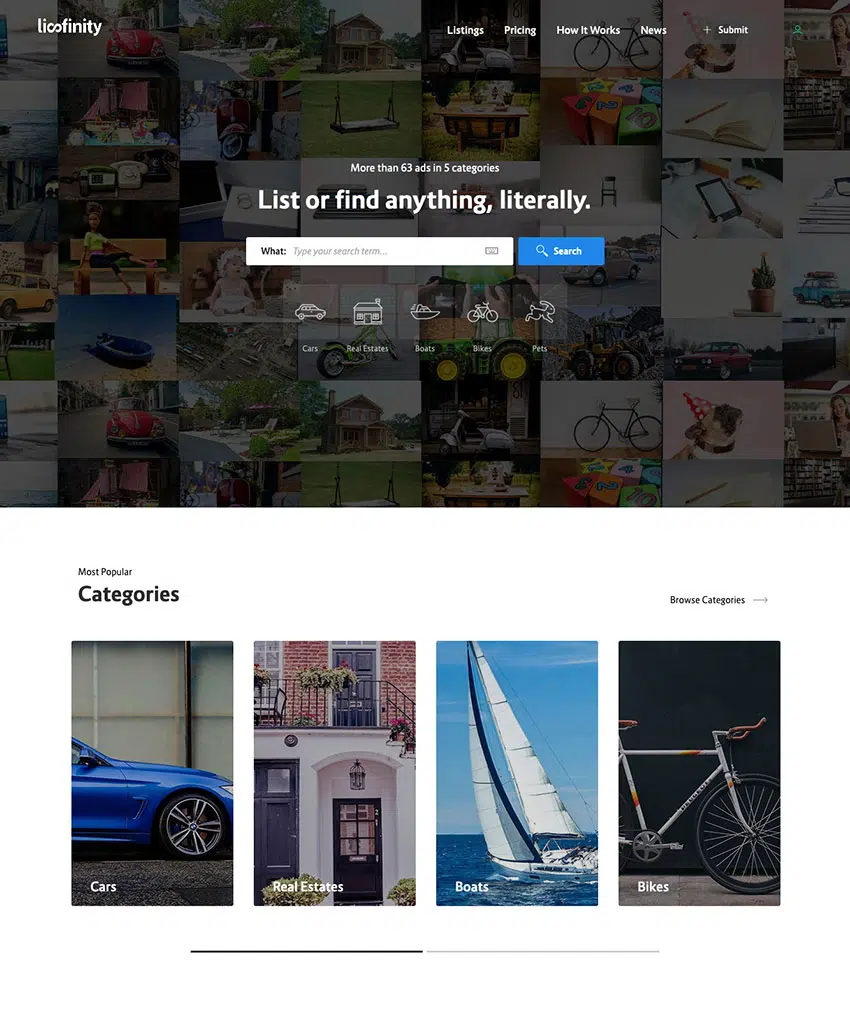 lisfinity
Listings Pricing How It Works News + Submit
More than 63 ads in 5 categories
List or find anything, literally.
What: Type your search term... Search
Cars Real Estates Boats Bikes Pets
Most Popular
Categories
Browse Categories
Cars Real Estates Boats Bikes